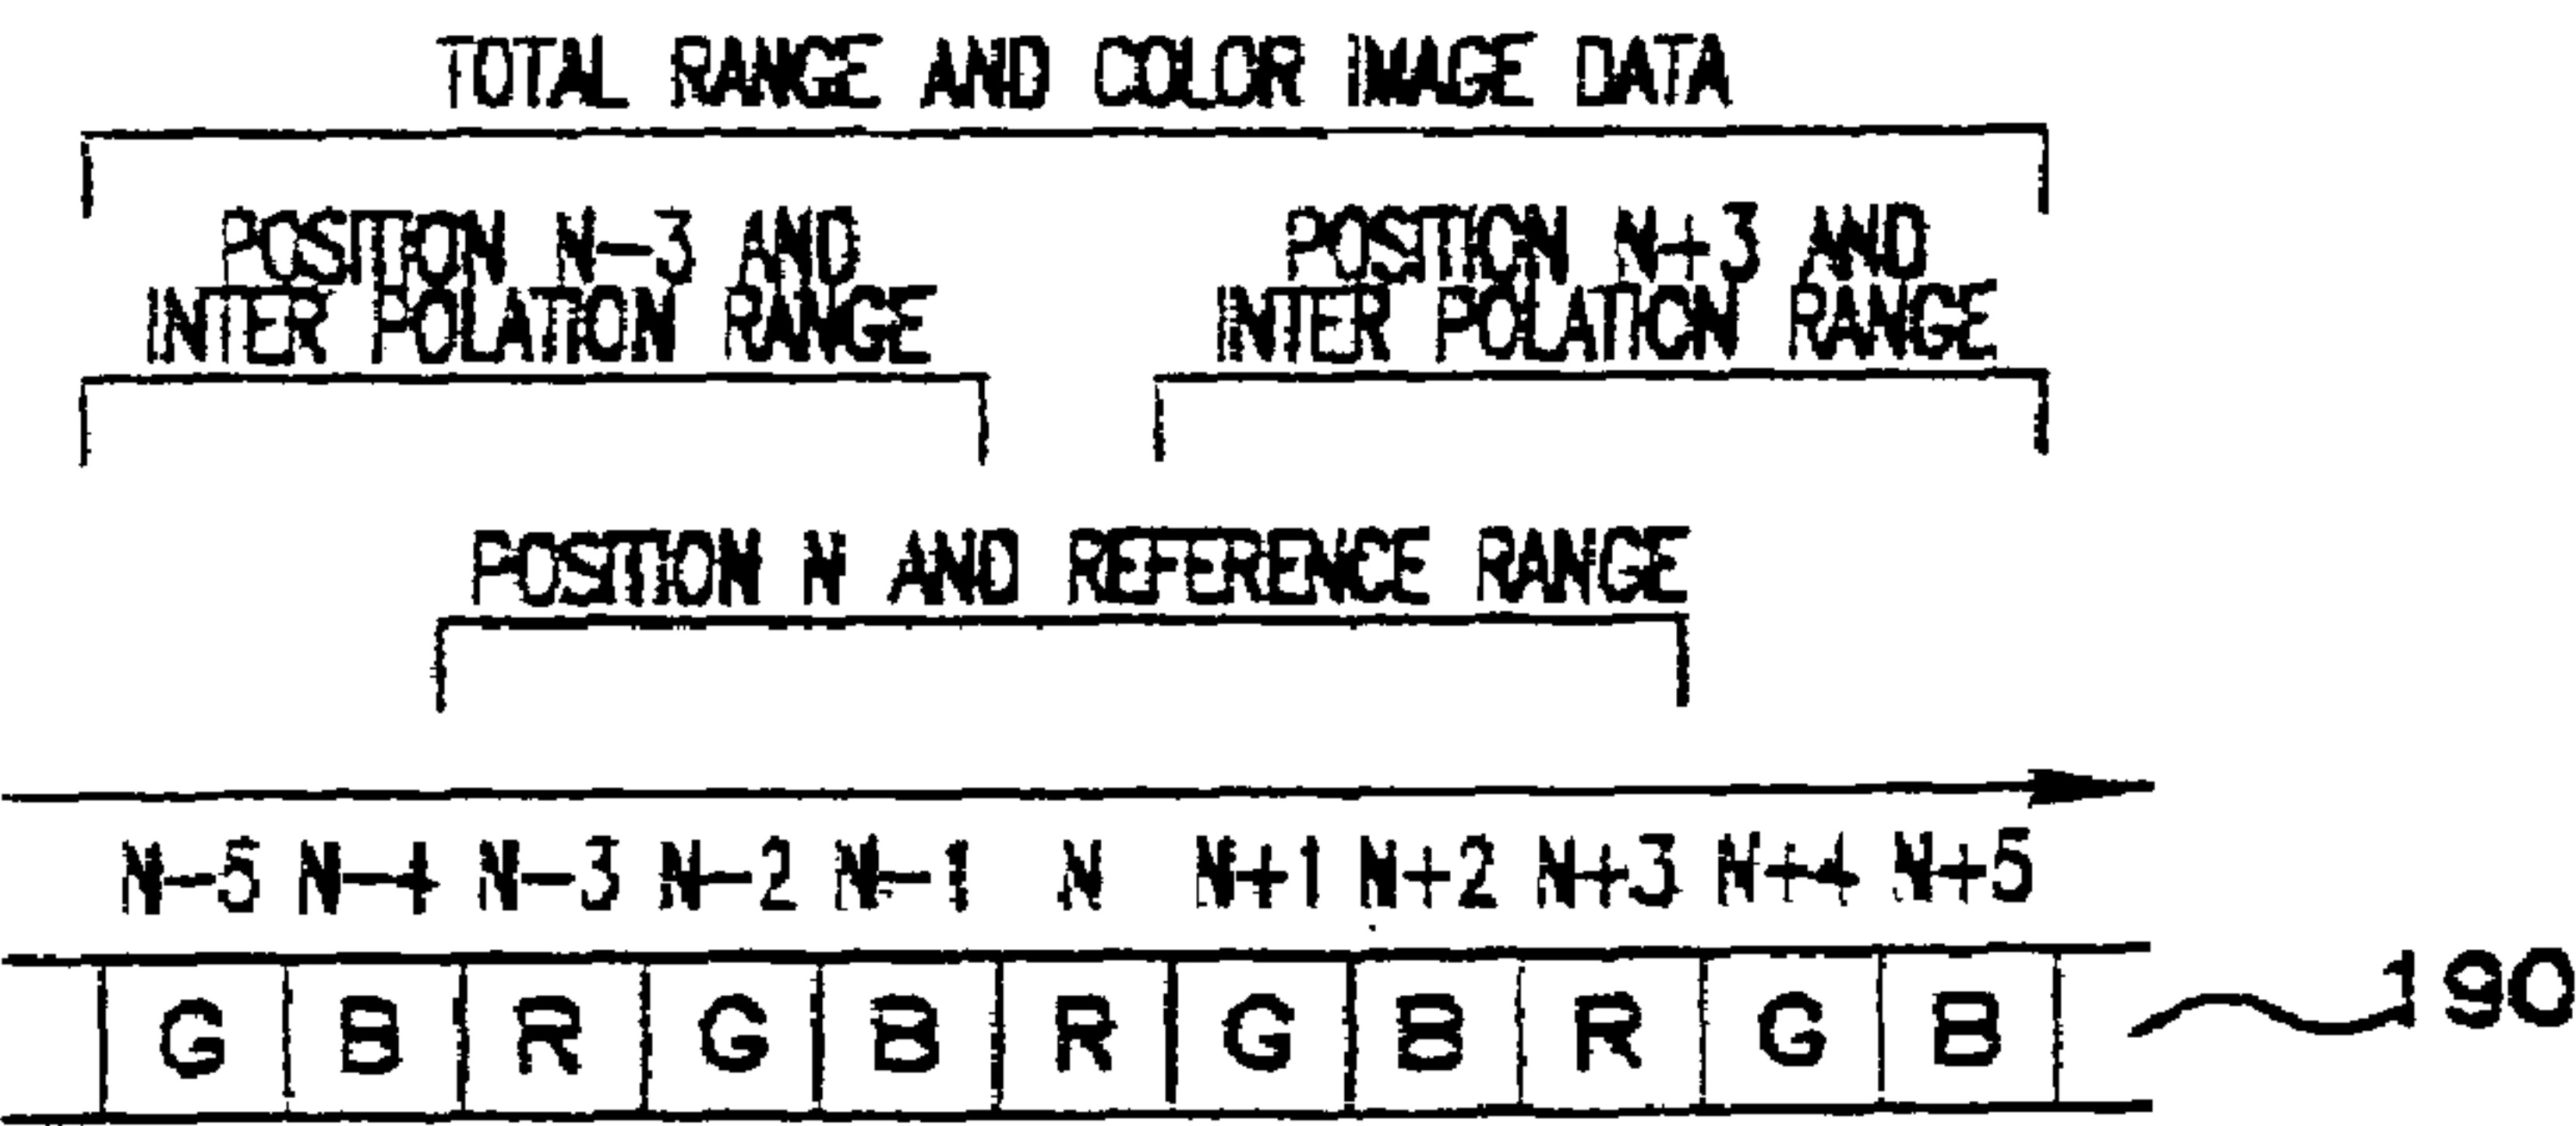 TOTAL RANGE AND COLOR IMAGE DATA
POSITION N-3 AND
INTER POLATION RANGE
POSITION N+3 AND
INTER POLATION RANGE
POSITION N AND REFERENCE RANGE
N-5 N-4 N-3 N-2 N-1 N N+1 N+2 N+3 N+4 N+5
G B R G B R G B R G B
190